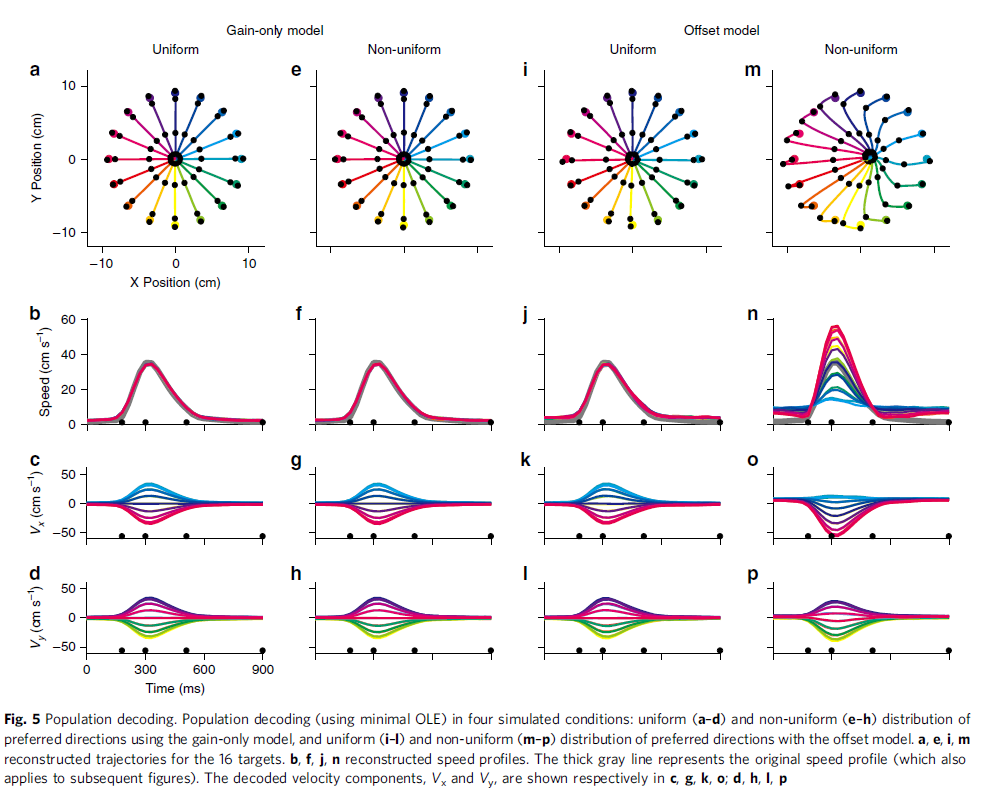 Gain-only model
Offset model
Uniform
Non-uniform
Uniform
Non-uniform
a
e
i
m
10
0
−10
Y Position (cm)
−10
0
10
X Position (cm)
b
f
j
n
60
40
20
0
Speed (cm s−1)
c
g
k
o
50
0
−50
Vx (cm s−1)
d
h
l
p
50
0
−50
Vy (cm s−1)
0
300
600
900
Time (ms)
Fig. 5 Population decoding. Population decoding (using minimal OLE) in four simulated conditions: uniform (a–d) and non-uniform (e–h) distribution of
preferred directions using the gain-only model, and uniform (i–l) and non-uniform (m–p) distribution of preferred directions with the offset model. a, e, i, m
reconstructed trajectories for the 16 targets. b, f, j, n reconstructed speed profiles. The thick gray line represents the original speed profile (which also
applies to subsequent figures). The decoded velocity components, Vx and Vy, are shown respectively in c, g, k, o; d, h, l, p